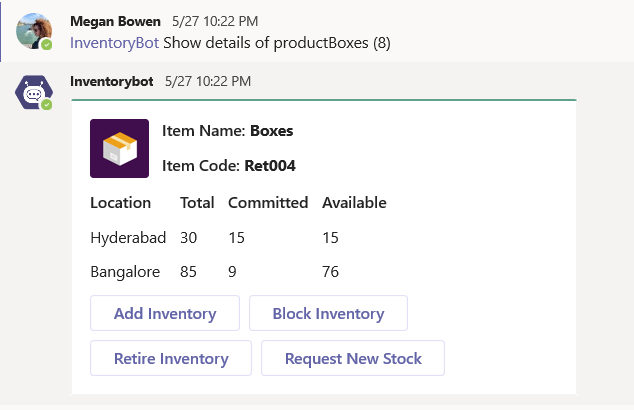 Megan Bowen 5/27 10:22 PM
InventoryBot Show details of productBoxes (8)
Inventorybot 5/27 10:22 PM
Item Name: Boxes
Item Code: Ret004
Location Total Committed Available
Hyderabad 30 15 15
Bangalore 85 9 76
Add Inventory Block Inventory
Retire Inventory Request New Stock